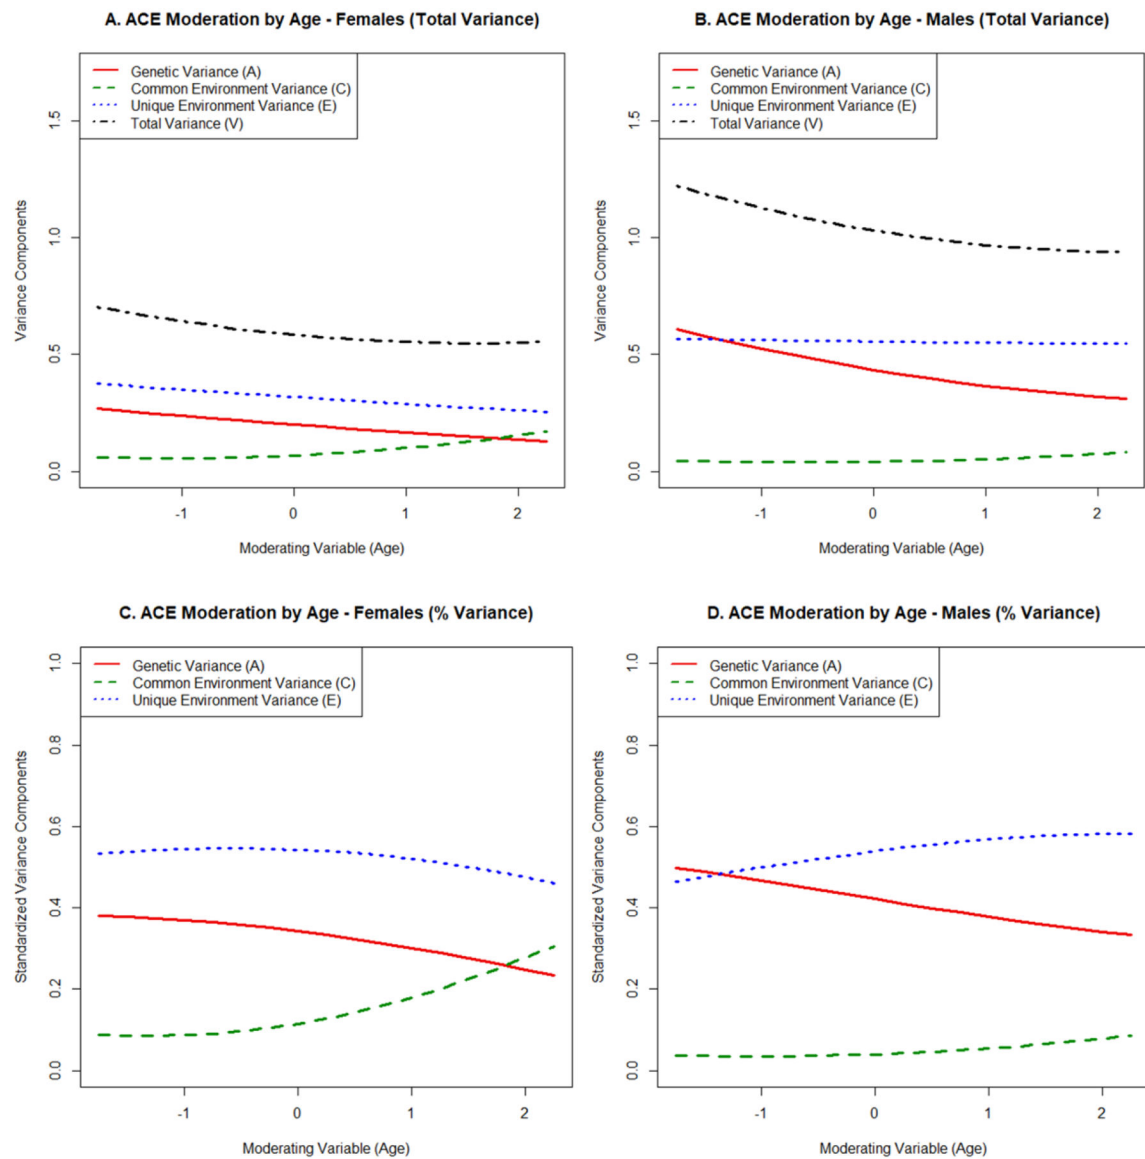 A. ACE Moderation by Age - Females (Total Variance)
Genetic Variance (A)
Common Environment Variance (C)
Unique Environment Variance (E)
Total Variance (V)
Variance Components
1.5
1.0
0.5
0.0
-1 0 1 2
Moderating Variable (Age)
B. ACE Moderation by Age - Males (Total Variance)
Genetic Variance (A)
Common Environment Variance (C)
Unique Environment Variance (E)
Total Variance (V)
Variance Components
1.5
1.0
0.5
0.0
-1 0 1 2
Moderating Variable (Age)
C. ACE Moderation by Age - Females (% Variance)
Genetic Variance (A)
Common Environment Variance (C)
Unique Environment Variance (E)
Standardized Variance Components
1.0
0.8
0.6
0.4
0.2
0.0
-1 0 1 2
Moderating Variable (Age)
D. ACE Moderation by Age - Males (% Variance)
Genetic Variance (A)
Common Environment Variance (C)
Unique Environment Variance (E)
Standardized Variance Components
1.0
0.8
0.6
0.4
0.2
0.0
-1 0 1 2
Moderating Variable (Age)